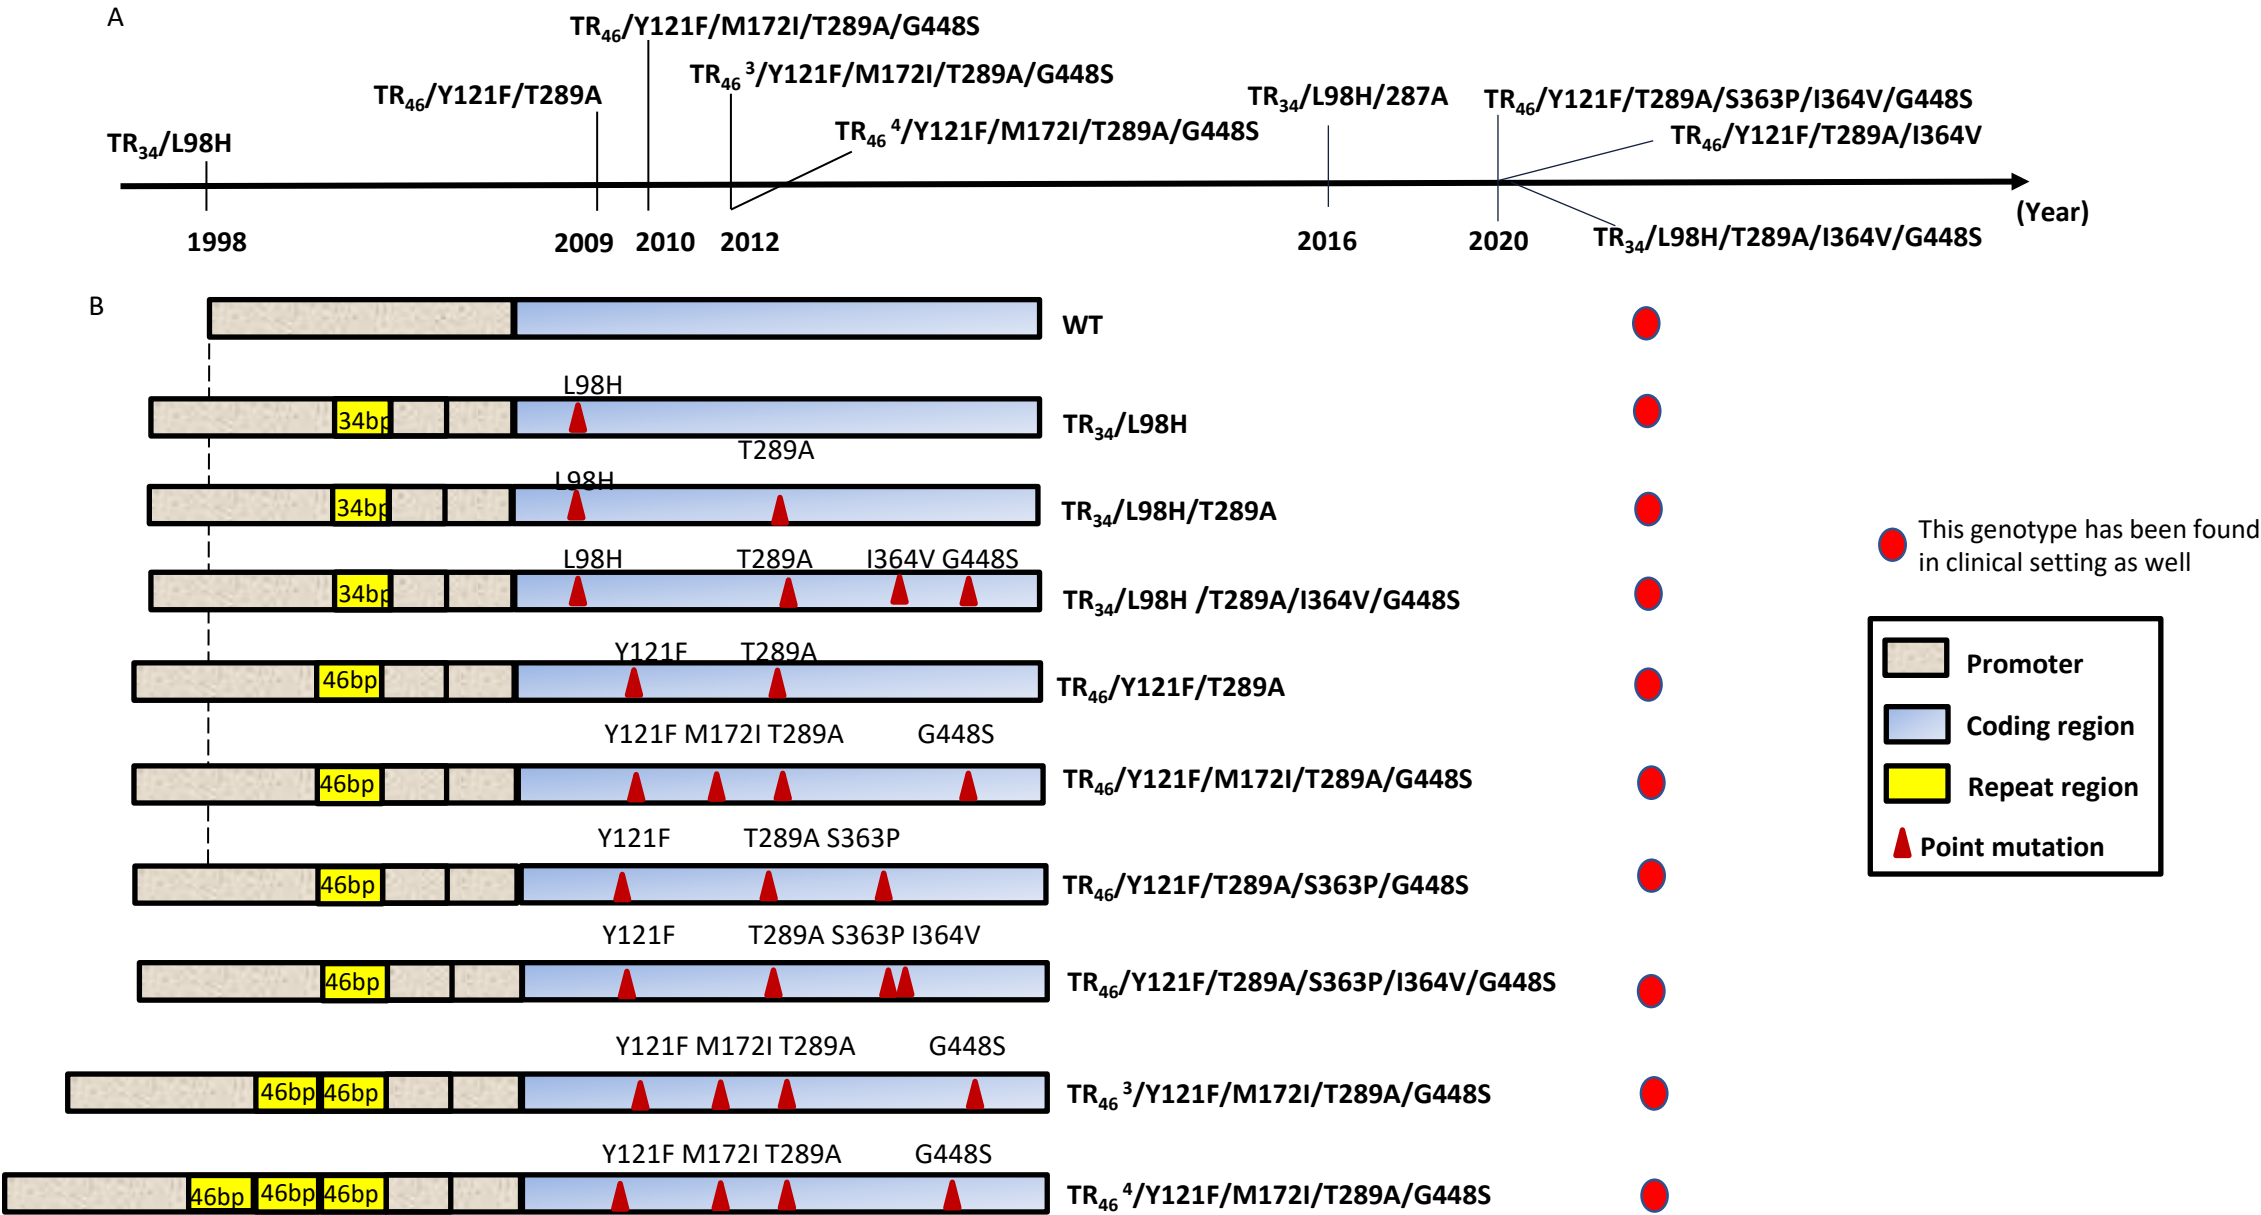 A
TR46/Y121F/M172I/T289A/G448S
TR46 3/Y121F/M172I/T289A/G448S
TR46/Y121F/T289A
TR34/L98H/287A
TR46/Y121F/T289A/S363P/I364V/G448S
TR46 4/Y121F/M172I/T289A/G448S
TR46/Y121F/T289A/I364V
TR34/L98H
(Year)
1998
2009
2010
2012
2016
2020
TR34/L98H/T289A/I364V/G448S
B
WT
L98H
34bp
TR34/L98H
T289A
L98H
34bp
TR34/L98H/T289A
L98H
T289A
I364V G448S
34bp
TR34/L98H /T289A/I364V/G448S
Y121F
T289A
46bp
TR46/Y121F/T289A
Y121F M172I T289A
G448S
46bp
TR46/Y121F/M172I/T289A/G448S
Y121F
T289A S363P
46bp
TR46/Y121F/T289A/S363P/G448S
Y121F
T289A S363P I364V
46bp
TR46/Y121F/T289A/S363P/I364V/G448S
Y121F M172I T289A
G448S
46bp
46bp
TR46 3/Y121F/M172I/T289A/G448S
Y121F M172I T289A
G448S
46bp
46bp
46bp
TR46 4/Y121F/M172I/T289A/G448S
This genotype has been found
in clinical setting as well
Promoter
Coding region
Repeat region
Point mutation